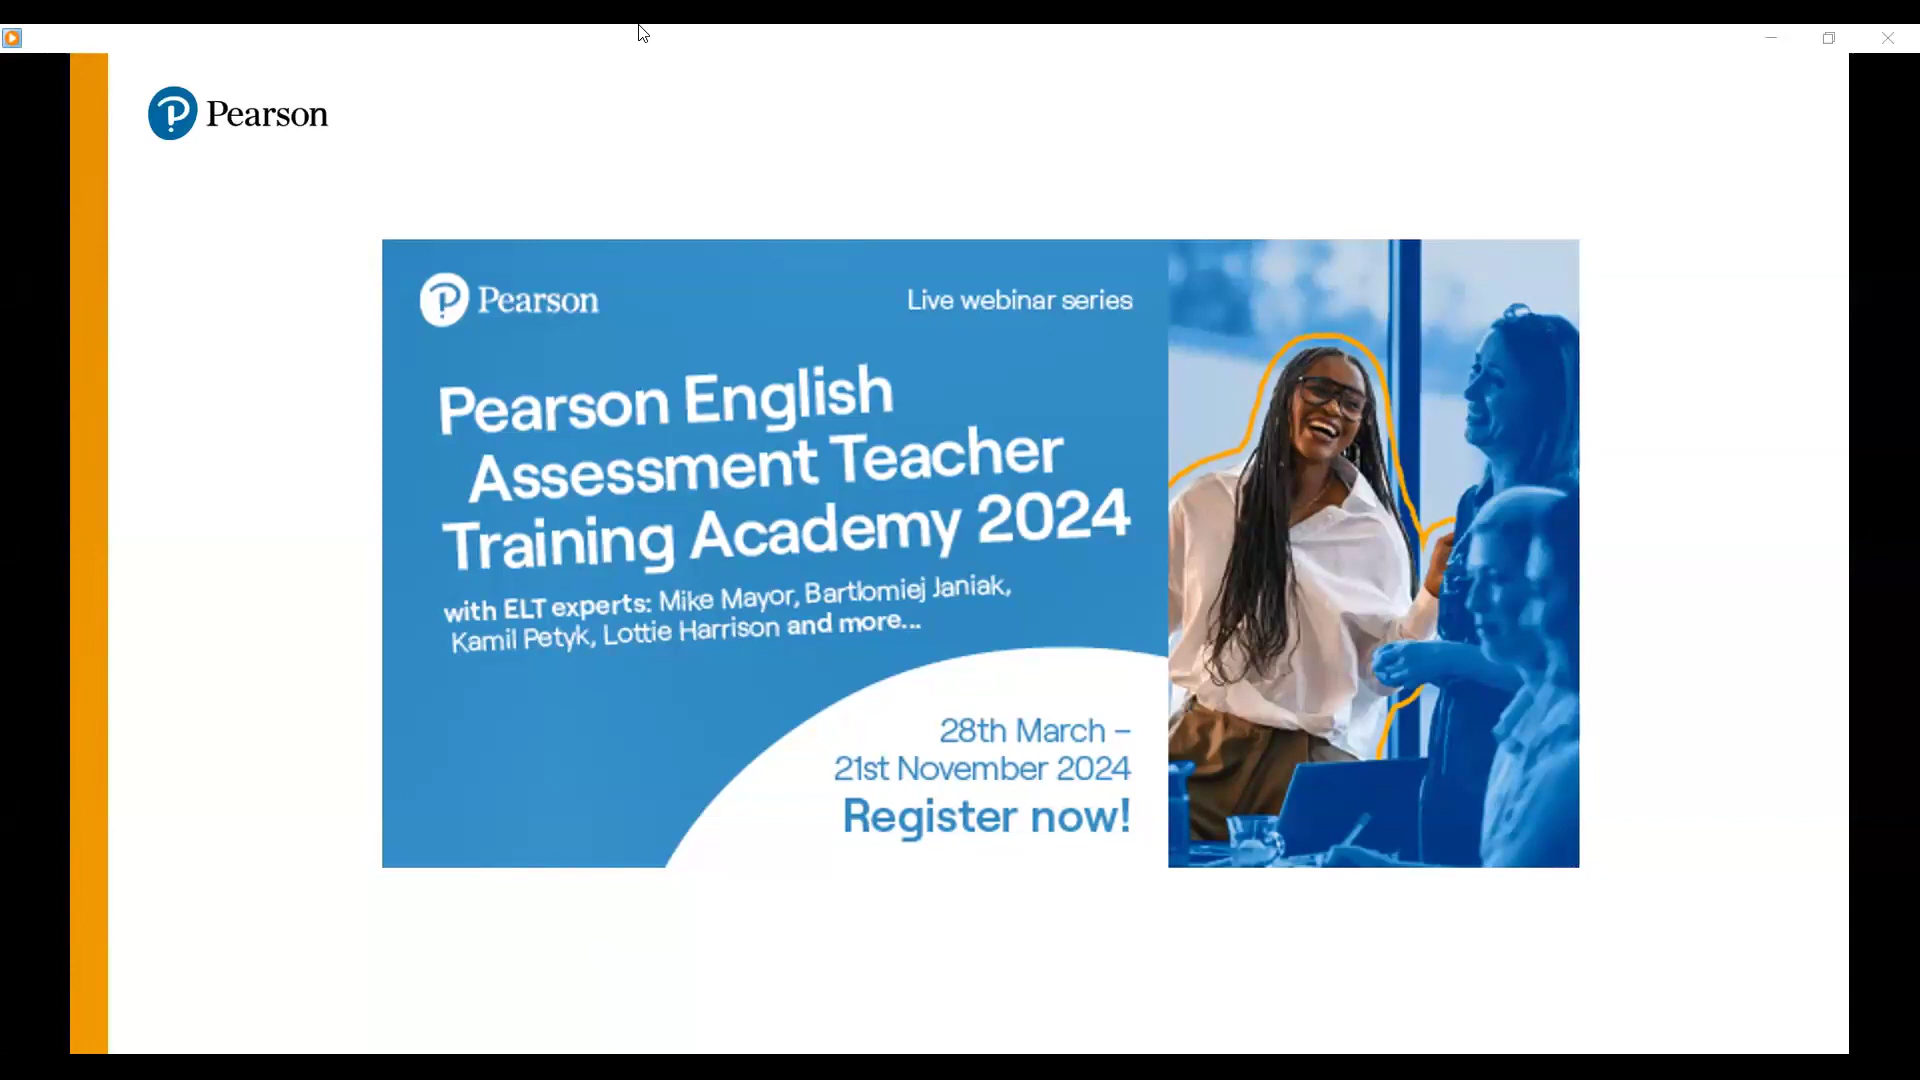 Pearson
Pearson
Live webinar series
Pearson English
Assessment Teacher
Training Academy 2024
with ELT experts: Mike Mayor, Bartlomiej Janiak,
Kamil Petyk, Lottie Harrison and more...
28th March –
21st November 2024
Register now!